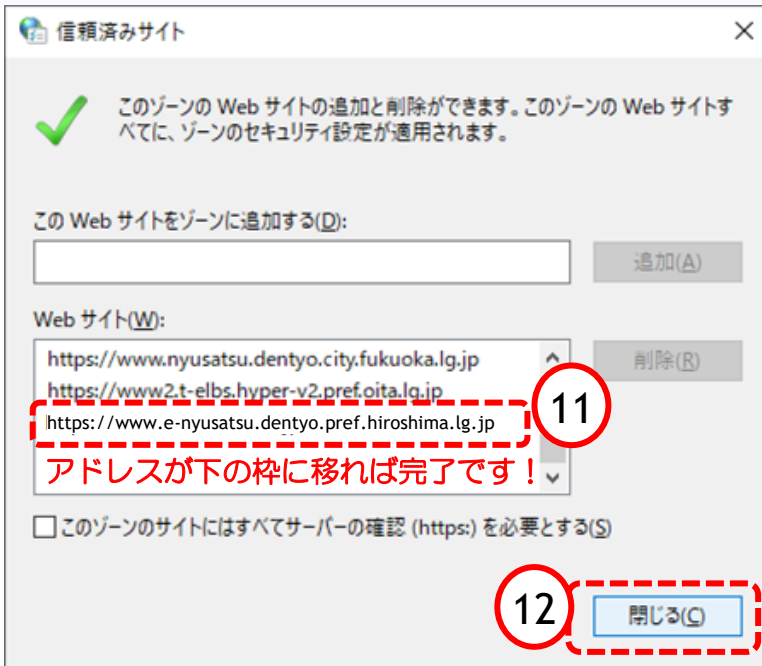 信頼済みサイト
このゾーンの Web サイトの追加と削除ができます。このゾーンの Web サイトす
べてに、ゾーンのセキュリティ設定が適用されます。
この Web サイトをゾーンに追加する(D):
追加(A)
Web サイト(W):
https://www.nyusatsu.dentyo.city.fukuoka.lg.jp
削除(R)
https://www2.t-elbs.hyper-v2.pref.oita.lg.jp
https://www.e-nyusatsu.dentyo.pref.hiroshima.lg.jp
11
アドレスが下の枠に移れば完了です！
このゾーンのサイトにはすべてサーバーの確認 (https:) を必要とする(S)
12
閉じる(C)